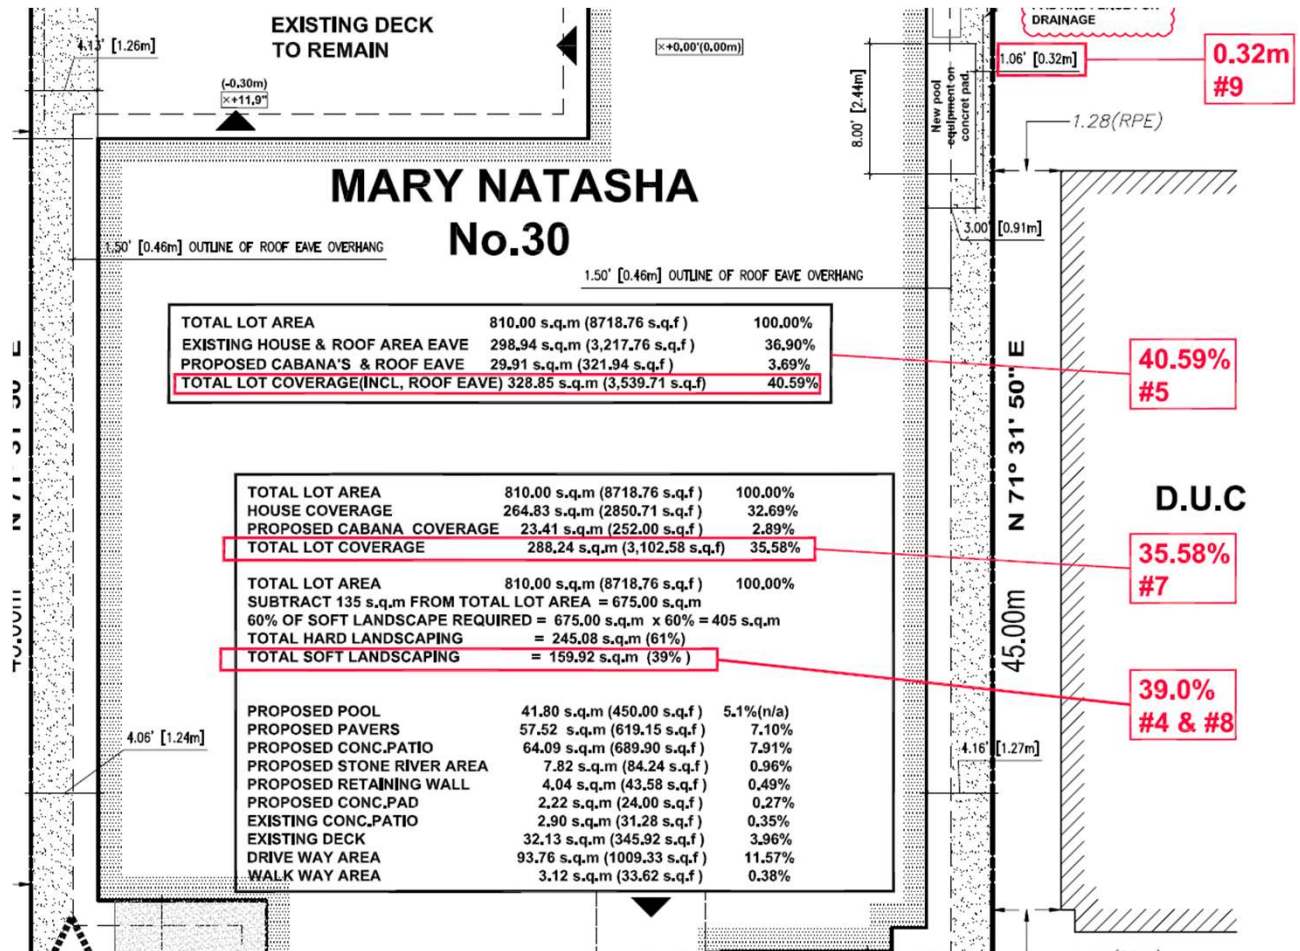 EXISTING DECK
TO REMAIN
DRAINAGE
4.13' [1.26m]
(-0.30m)
×+11.9"
×+0.00'(0.00m)
8.00' [2.44m]
New pool
equipment on
concret pad.
1.06' [0.32m]
0.32m
#9
1.28(RPE)
MARY NATASHA
No.30
1.50' [0.46m] OUTLINE OF ROOF EAVE OVERHANG
3.00' [0.91m]
1.50' [0.46m] OUTLINE OF ROOF EAVE OVERHANG
TOTAL LOT AREA 810.00 s.q.m (8718.76 s.q.f ) 100.00%
EXISTING HOUSE & ROOF AREA EAVE 298.94 s.q.m (3,217.76 s.q.f ) 36.90%
PROPOSED CABANA'S & ROOF EAVE 29.91 s.q.m (321.94 s.q.f ) 3.69%
TOTAL LOT COVERAGE(INCL, ROOF EAVE) 328.85 s.q.m (3,539.71 s.q.f) 40.59%
40.59%
#5
N 71° 31' 50" E
45.00m
D.U.C
TOTAL LOT AREA 810.00 s.q.m (8718.76 s.q.f ) 100.00%
HOUSE COVERAGE 264.83 s.q.m (2850.71 s.q.f ) 32.69%
PROPOSED CABANA COVERAGE 23.41 s.q.m (252.00 s.q.f ) 2.89%
TOTAL LOT COVERAGE 288.24 s.q.m (3,102.58 s.q.f) 35.58%
35.58%
#7
TOTAL LOT AREA 810.00 s.q.m (8718.76 s.q.f ) 100.00%
SUBTRACT 135 s.q.m FROM TOTAL LOT AREA = 675.00 s.q.m
60% OF SOFT LANDSCAPE REQUIRED = 675.00 s.q.m x 60% = 405 s.q.m
TOTAL HARD LANDSCAPING = 245.08 s.q.m (61%)
TOTAL SOFT LANDSCAPING = 159.92 s.q.m (39% )
39.0%
#4 & #8
PROPOSED POOL 41.80 s.q.m (450.00 s.q.f ) 5.1%(n/a)
PROPOSED PAVERS 57.52 s.q.m (619.15 s.q.f ) 7.10%
PROPOSED CONC.PATIO 64.09 s.q.m (689.90 s.q.f ) 7.91%
PROPOSED STONE RIVER AREA 7.82 s.q.m (84.24 s.q.f ) 0.96%
PROPOSED RETAINING WALL 4.04 s.q.m (43.58 s.q.f ) 0.49%
PROPOSED CONC.PAD 2.22 s.q.m (24.00 s.q.f ) 0.27%
EXISTING CONC.PATIO 2.90 s.q.m (31.28 s.q.f ) 0.35%
EXISTING DECK 32.13 s.q.m (345.92 s.q.f ) 3.96%
DRIVE WAY AREA 93.76 s.q.m (1009.33 s.q.f ) 11.57%
WALK WAY AREA 3.12 s.q.m (33.62 s.q.f ) 0.38%
4.06' [1.24m]
4.16' [1.27m]